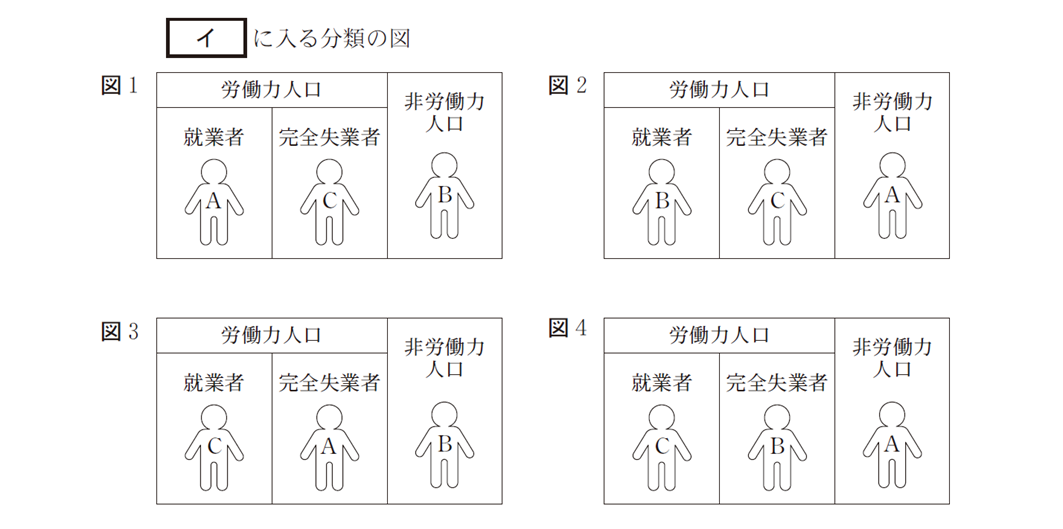 イ に入る分類の図
図1
労働力人口
非労働力
人口
就業者
完全失業者
A
C
B
図2
労働力人口
非労働力
人口
就業者
完全失業者
B
C
A
図3
労働力人口
非労働力
人口
就業者
完全失業者
C
A
B
図4
労働力人口
非労働力
人口
就業者
完全失業者
C
B
A